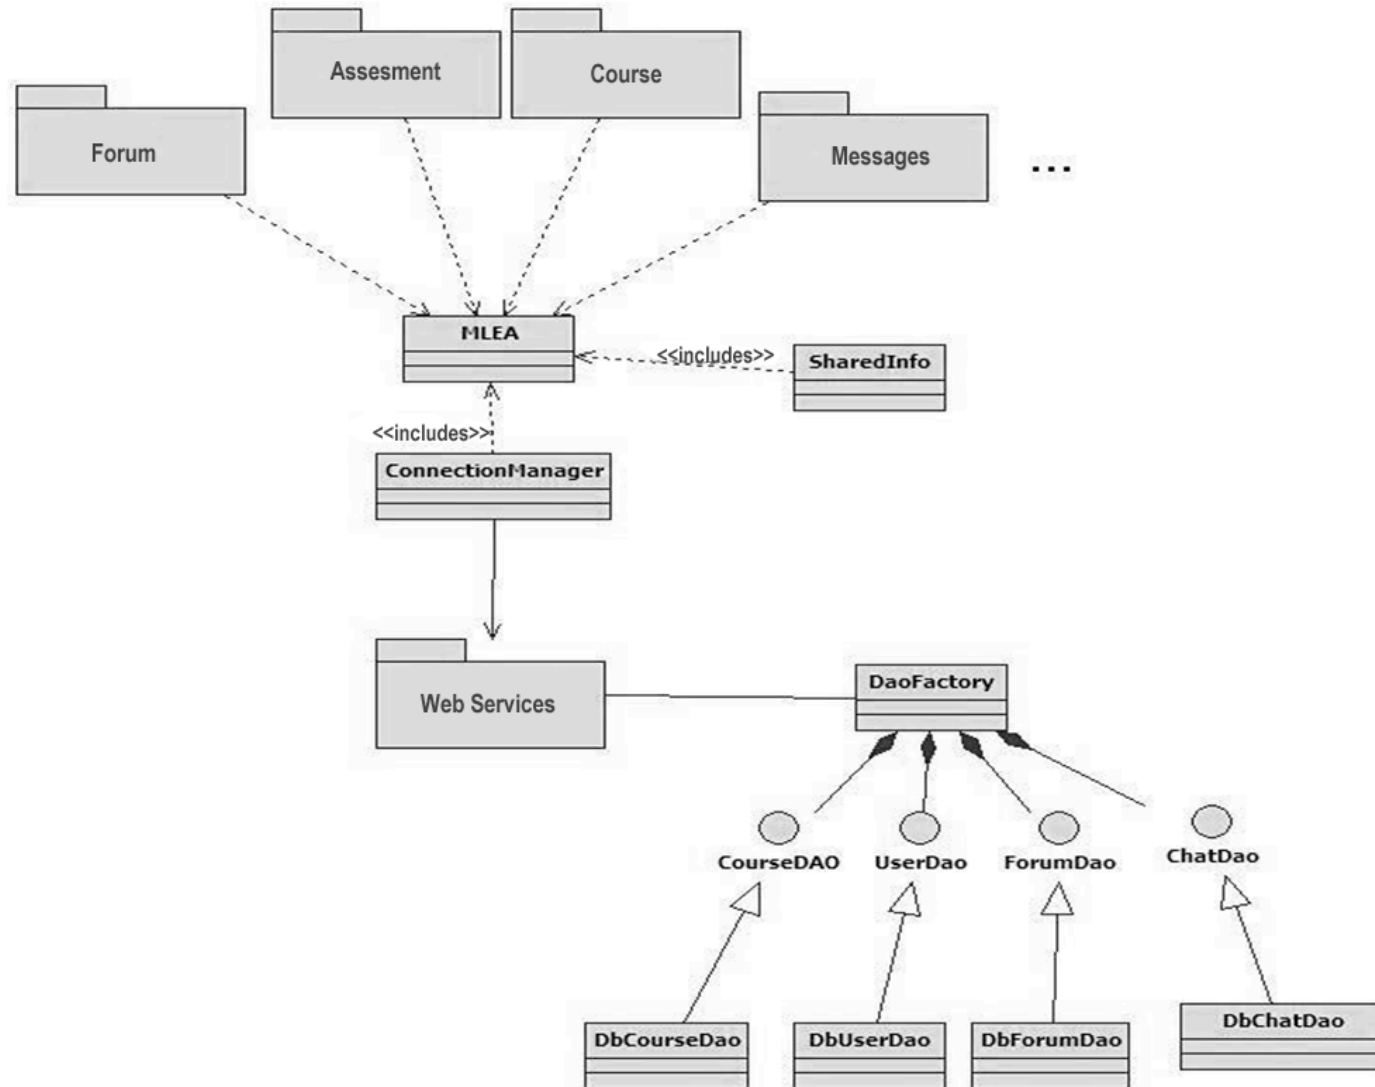 Assesment
Course
Forum
Messages
...
MLEA
<<includes>>
SharedInfo
<<includes>>
ConnectionManager
Web Services
DaoFactory
CourseDAO
UserDao
ForumDao
ChatDao
DbCourseDao
DbUserDao
DbForumDao
DbChatDao